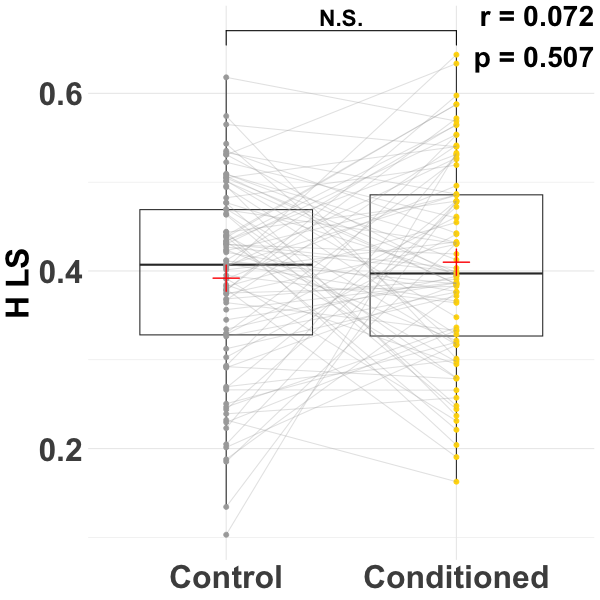 N.S.
r = 0.072
p = 0.507
H LS
0.6
0.4
0.2
Control
Conditioned